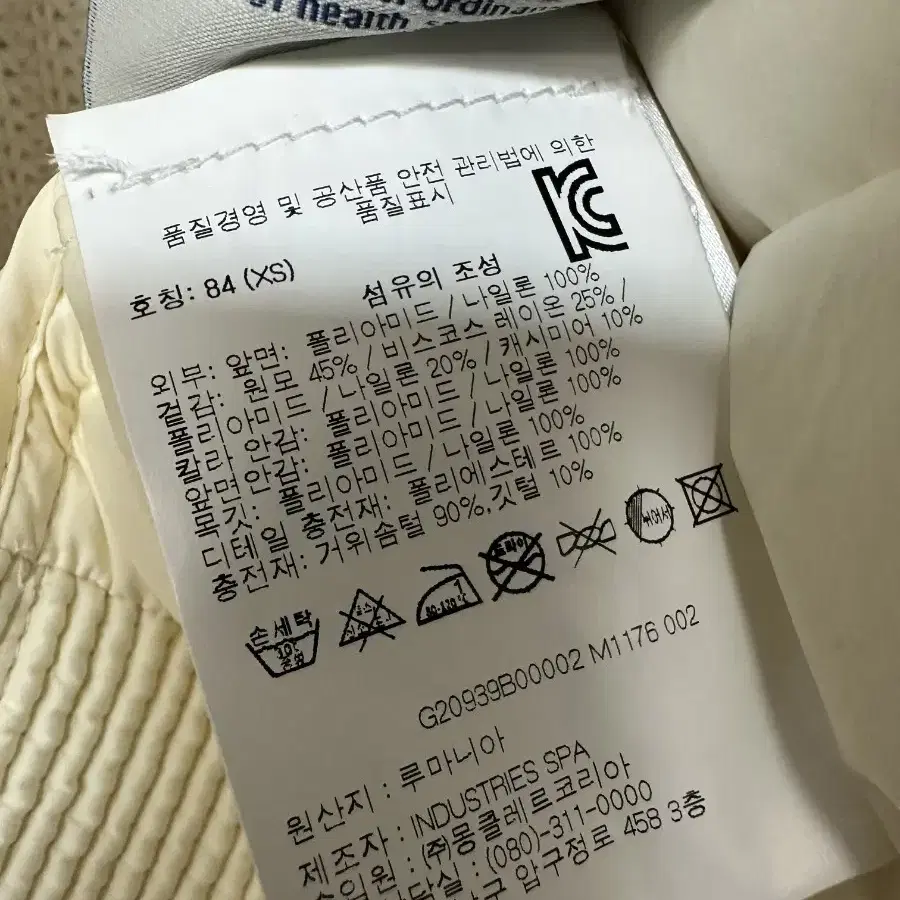 of health
품질경영 및 공산품 안전 관리법에 의한
품질표시
호칭: 84 (XS)
섬유의 조성
외부: 앞면: 폴리아미드 / 나일론 100%
겉감: 원모 45% / 비스코스 레이온 25% /
폴리아미드 / 나일론 20% / 캐시미어 10%
칼라 안감: 폴리아미드 / 나일론 100%
앞면안감: 폴리아미드 / 나일론 100%
목깃: 폴리아미드 / 나일론 100%
디테일 충전재: 폴리에스테르 100%
충전재: 거위솜털 90%, 깃털 10%
손세탁
뉘어서
G20939B00002 M1176 002
원산지 : 루마니아
제조자 : INDUSTRIES SPA
수입원 : (주)몽클레르코리아
상담실 : (080)-311-0000
압구정로 458 3층